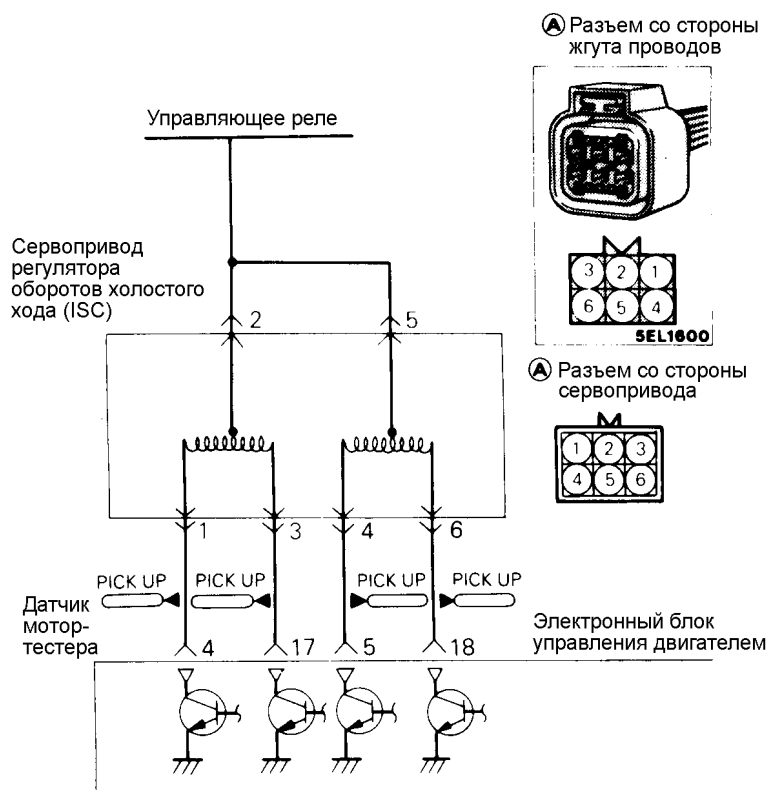 Ⓐ Разъем со стороны
жгута проводов
Управляющее реле
3 2 1
6 5 4
5EL1600
Сервопривод
регулятора
оборотов холостого
хода (ISC)
2 5
Ⓐ Разъем со стороны
сервопривода
1 2 3
4 5 6
1 3 4 6
PICK UP PICK UP PICK UP PICK UP
Датчик
мотор-
тестера
Электронный блок
управления двигателем
4 17 5 18